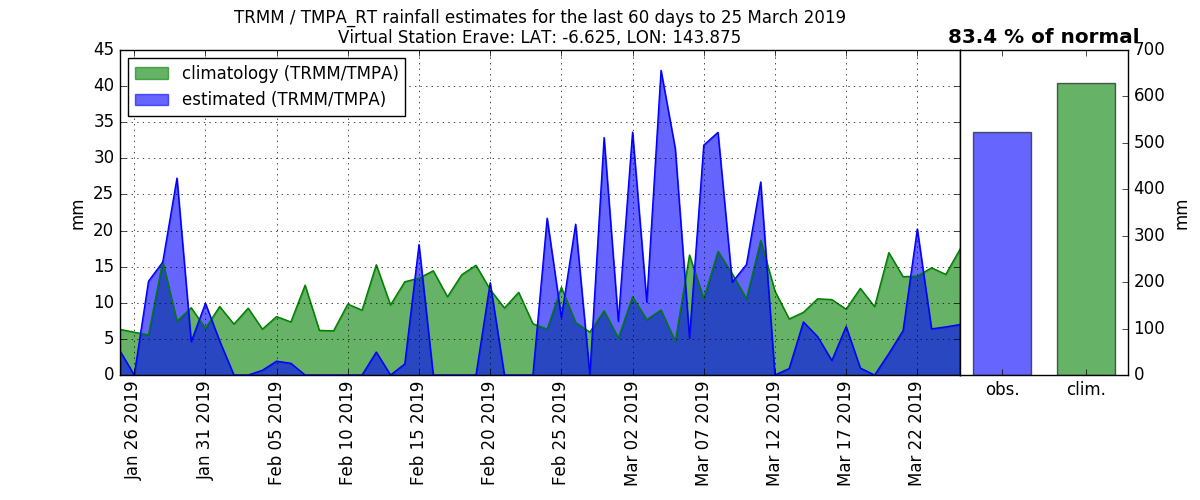 TRMM / TMPA_RT rainfall estimates for the last 60 days to 25 March 2019
Virtual Station Erave: LAT: -6.625, LON: 143.875
83.4 % of normal
climatology (TRMM/TMPA)
estimated (TRMM/TMPA)
mm
45
40
35
30
25
20
15
10
5
0
Jan 26 2019
Jan 31 2019
Feb 05 2019
Feb 10 2019
Feb 15 2019
Feb 20 2019
Feb 25 2019
Mar 02 2019
Mar 07 2019
Mar 12 2019
Mar 17 2019
Mar 22 2019
700
600
500
400
300
200
100
0
mm
obs.
clim.